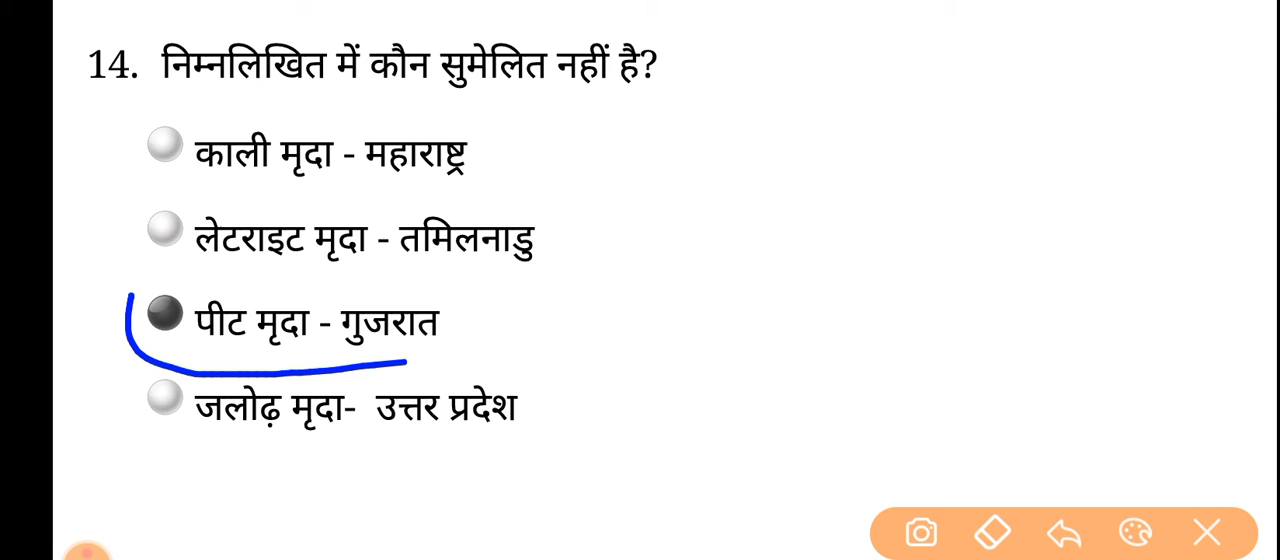 14. निम्नलिखित में कौन सुमेलित नहीं है?
काली मृदा - महाराष्ट्र
लेटराइट मृदा - तमिलनाडु
पीट मृदा - गुजरात
जलोढ़ मृदा- उत्तर प्रदेश